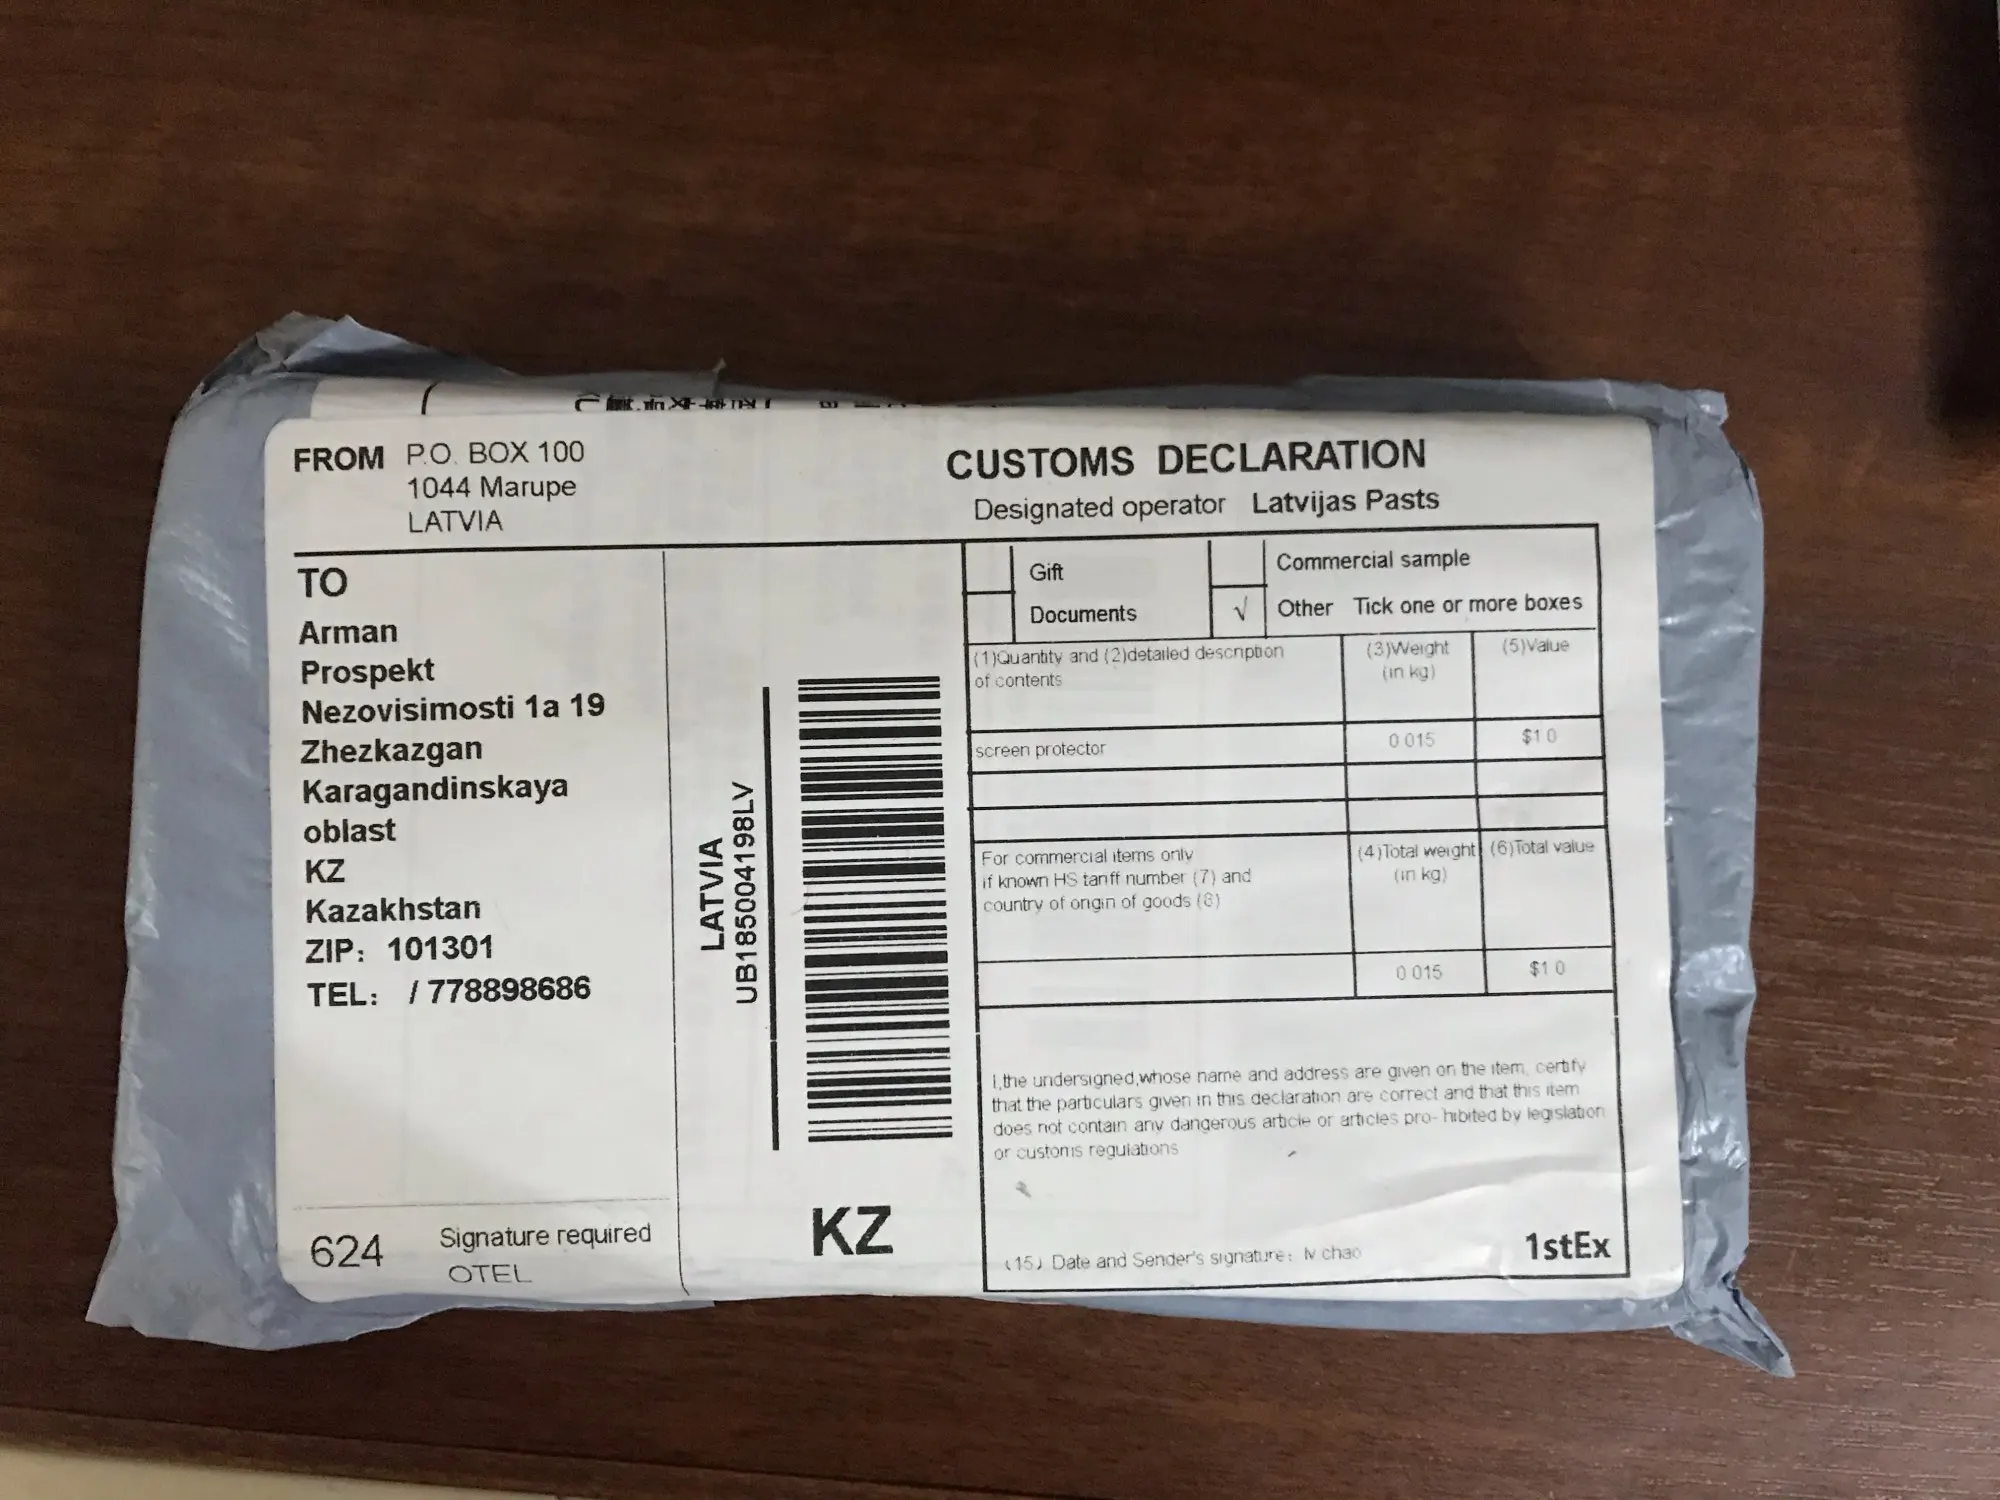 FROM P.O. BOX 100
1044 Marupe
LATVIA
CUSTOMS DECLARATION
Designated operator Latvijas Pasts
TO
Arman
Prospekt
Nezovisimosti 1a 19
Zhezkazgan
Karagandinskaya
oblast
KZ
Kazakhstan
ZIP: 101301
TEL: / 778898686
624 Signature required
OTEL
LATVIA
UB185004198LV
KZ
Gift
Commercial sample
Documents
√ Other Tick one or more boxes
(1)Quantity and (2)detailed description
of contents
(3)Weight
(in kg)
(5)Value
screen protector 0 015 $1 0
For commercial items only
if known HS tariff number (7) and
country of origin of goods (8)
(4)Total weight
(in kg)
(6)Total value
0 015 $1 0
I,the undersigned,whose name and address are given on the item, certify
that the particulars given in this declaration are correct and that this item
does not contain any dangerous article or articles pro- hibited by legislation
or customs regulations
(15) Date and Sender's signature: lv chao
1stEx